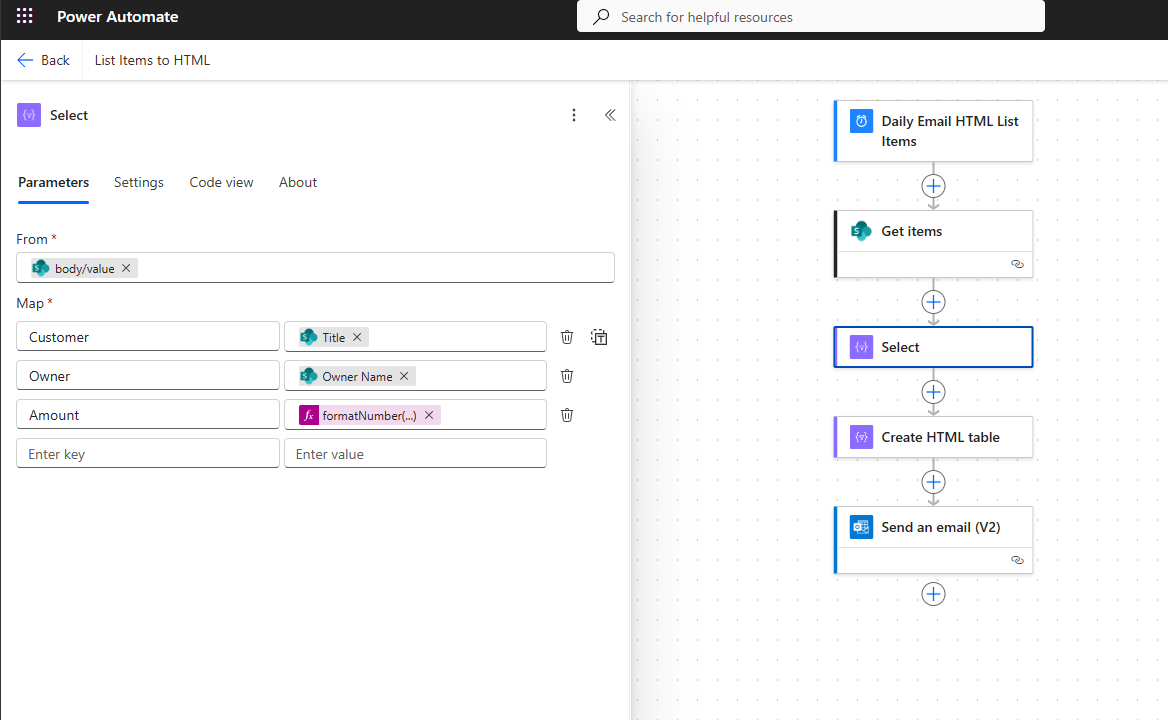 Power Automate
Search for helpful resources
Back
List Items to HTML
Select
Parameters
Settings
Code view
About
From *
body/value
Map *
Customer
Title
Owner
Owner Name
Amount
fx formatNumber(...)
Enter key
Enter value
Daily Email HTML List
Items
Get items
Select
Create HTML table
Send an email (V2)